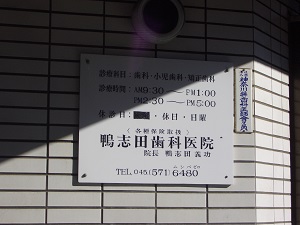 診療科目:歯科・小児歯科・矯正歯科
診療時間:AM9:30―PM1:00
PM2:30―PM5:00
休診日・休日・日曜
(各種保険取扱)
鴨志田歯科医院
院長 鴨志田義功
TEL 045(571)6480